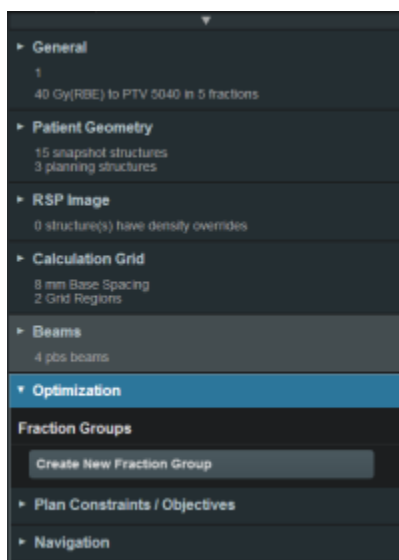 General
1
40 Gy(RBE) to PTV 5040 in 5 fractions
Patient Geometry
15 snapshot structures
3 planning structures
RSP Image
0 structure(s) have density overrides
Calculation Grid
8 mm Base Spacing
2 Grid Regions
Beams
4 pbs beams
Optimization
Fraction Groups
Create New Fraction Group
Plan Constraints / Objectives
Navigation